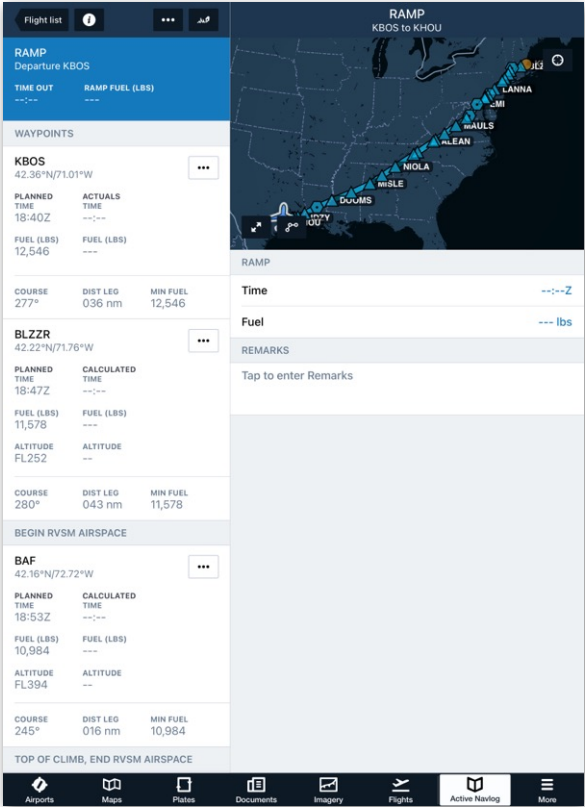 Flight list
RAMP
KBOS to KHOU
RAMP
Departure KBOS
TIME OUT RAMP FUEL (LBS)
--:-- ---
WAYPOINTS
KBOS
42.36°N/71.01°W
PLANNED ACTUALS
TIME TIME
18:40Z --:--
FUEL (LBS) FUEL (LBS)
12,546 ---
COURSE DIST LEG MIN FUEL
277° 036 nm 12,546
BLZZR
42.22°N/71.76°W
PLANNED CALCULATED
TIME TIME
18:47Z --:--
FUEL (LBS) FUEL (LBS)
11,578 ---
ALTITUDE ALTITUDE
FL252 --
COURSE DIST LEG MIN FUEL
280° 043 nm 11,578
BEGIN RVSM AIRSPACE
BAF
42.16°N/72.72°W
PLANNED CALCULATED
TIME TIME
18:53Z --:--
FUEL (LBS) FUEL (LBS)
10,984 ---
ALTITUDE ALTITUDE
FL394 --
COURSE DIST LEG MIN FUEL
245° 016 nm 10,984
TOP OF CLIMB, END RVSM AIRSPACE
LANNA
EMI
MAULS
ALEAN
NIOLA
MISLE
DOOMS
RAMP
Time --:--Z
Fuel --- lbs
REMARKS
Tap to enter Remarks
Airports Maps Plates Documents Imagery Flights Active Navlog More